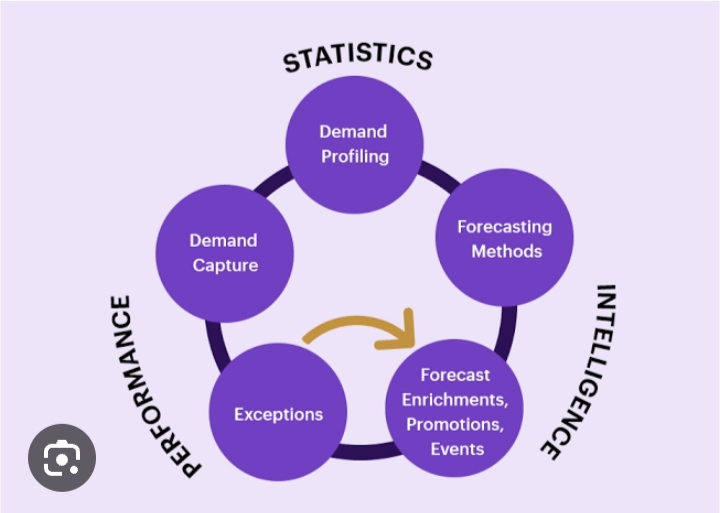 STATISTICS
Demand
Profiling
Demand
Capture
Forecasting
Methods
PERFORMANCE
INTELLIGENCE
Exceptions
Forecast
Enrichments,
Promotions,
Events